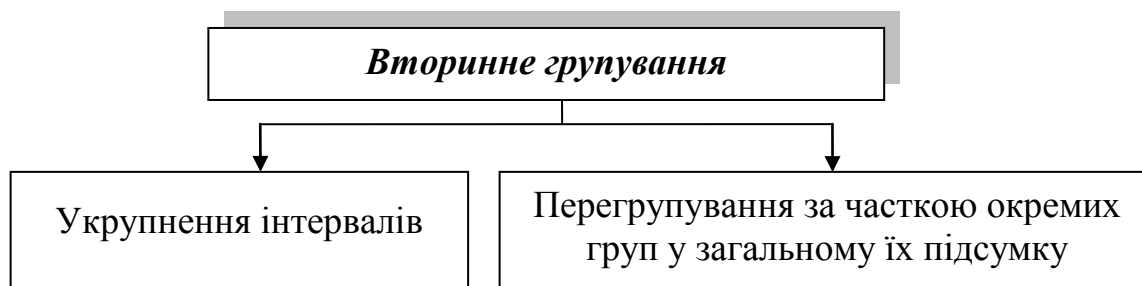 Вторинне групування
Укрупнення інтервалів
Перегрупування за часткою окремих
груп у загальному їх підсумку